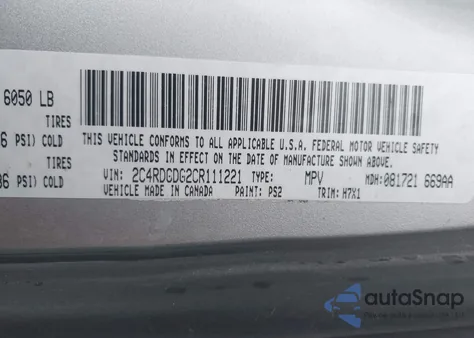 6050 LB
TIRES
6 PSI) COLD
TIRES
36 PSI) COLD
THIS VEHICLE CONFORMS TO ALL APPLICABLE U.S.A. FEDERAL MOTOR VEHICLE SAFETY
STANDARDS IN EFFECT ON THE DATE OF MANUFACTURE SHOWN ABOVE.
VIN: 2C4RDGDG2CR111221 TYPE: MPV MDH: 081721 669AA
VEHICLE MADE IN CANADA PAINT: PS2 TRIM: H7X1
autoSnap